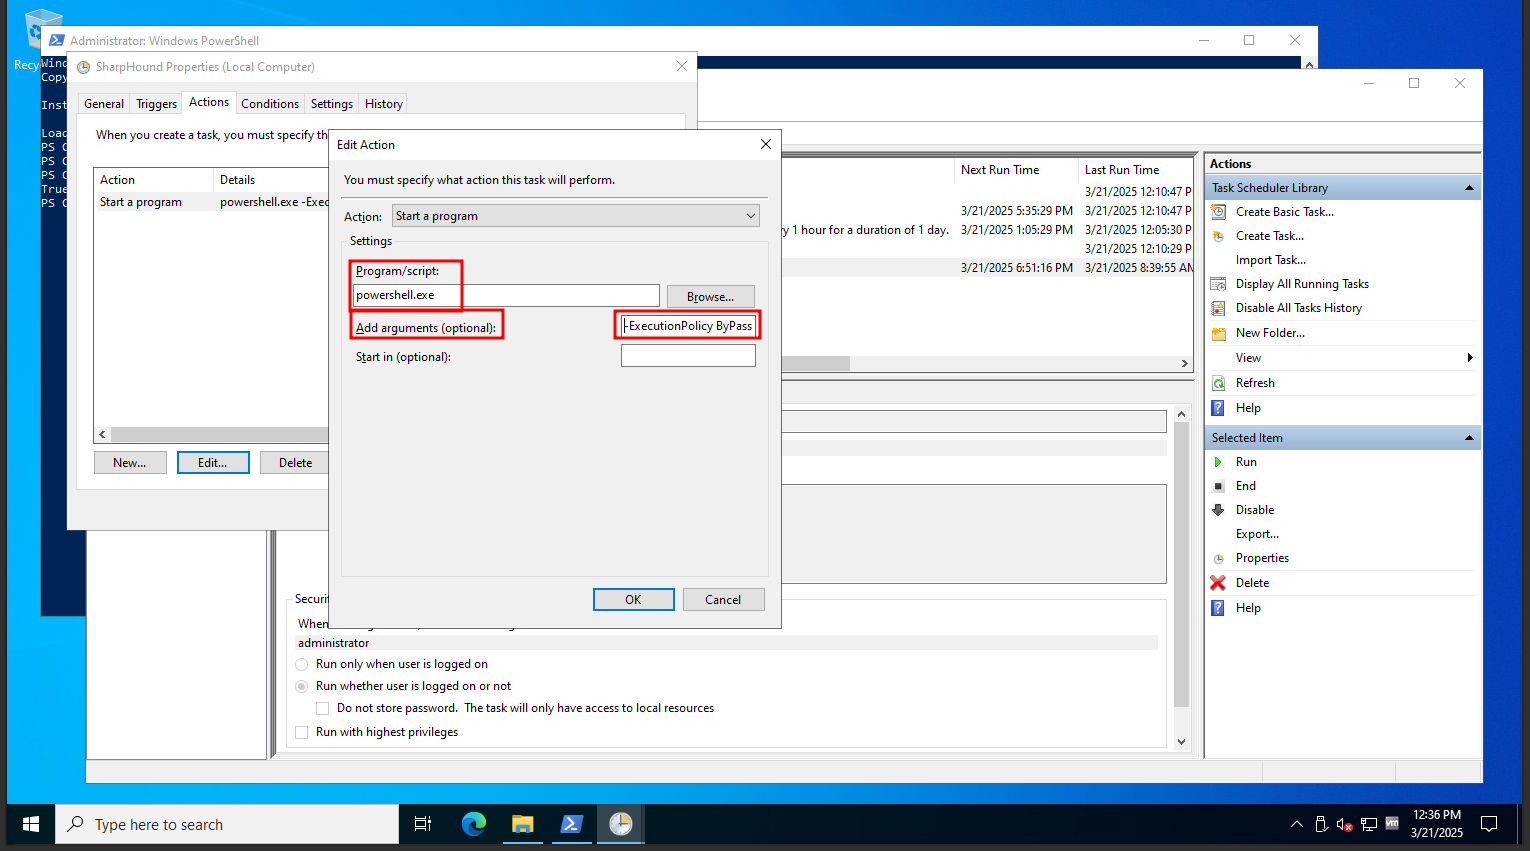 Recy
Administrator: Windows PowerShell
Wind
Copy
Inst
Load
PS C
PS C
PS C
True
PS C
SharpHound Properties (Local Computer)
General Triggers Actions Conditions Settings History
When you create a task, you must specify th
Action Details
Start a program powershell.exe -Exec
New... Edit... Delete
Edit Action
You must specify what action this task will perform.
Action: Start a program
Settings
Program/script:
powershell.exe Browse...
Add arguments (optional): -ExecutionPolicy ByPass
Start in (optional):
OK Cancel
Next Run Time Last Run Time
3/21/2025 12:10:47 P
3/21/2025 5:35:29 PM 3/21/2025 12:10:47 P
y 1 hour for a duration of 1 day. 3/21/2025 1:05:29 PM 3/21/2025 12:05:30 P
3/21/2025 12:10:29 P
3/21/2025 6:51:16 PM 3/21/2025 8:39:55 AM
Securit
When
administrator
Run only when user is logged on
Run whether user is logged on or not
Do not store password. The task will only have access to local resources
Run with highest privileges
Actions
Task Scheduler Library
Create Basic Task...
Create Task...
Import Task...
Display All Running Tasks
Disable All Tasks History
New Folder...
View
Refresh
Help
Selected Item
Run
End
Disable
Export...
Properties
Delete
Help
Type here to search
vm
12:36 PM
3/21/2025